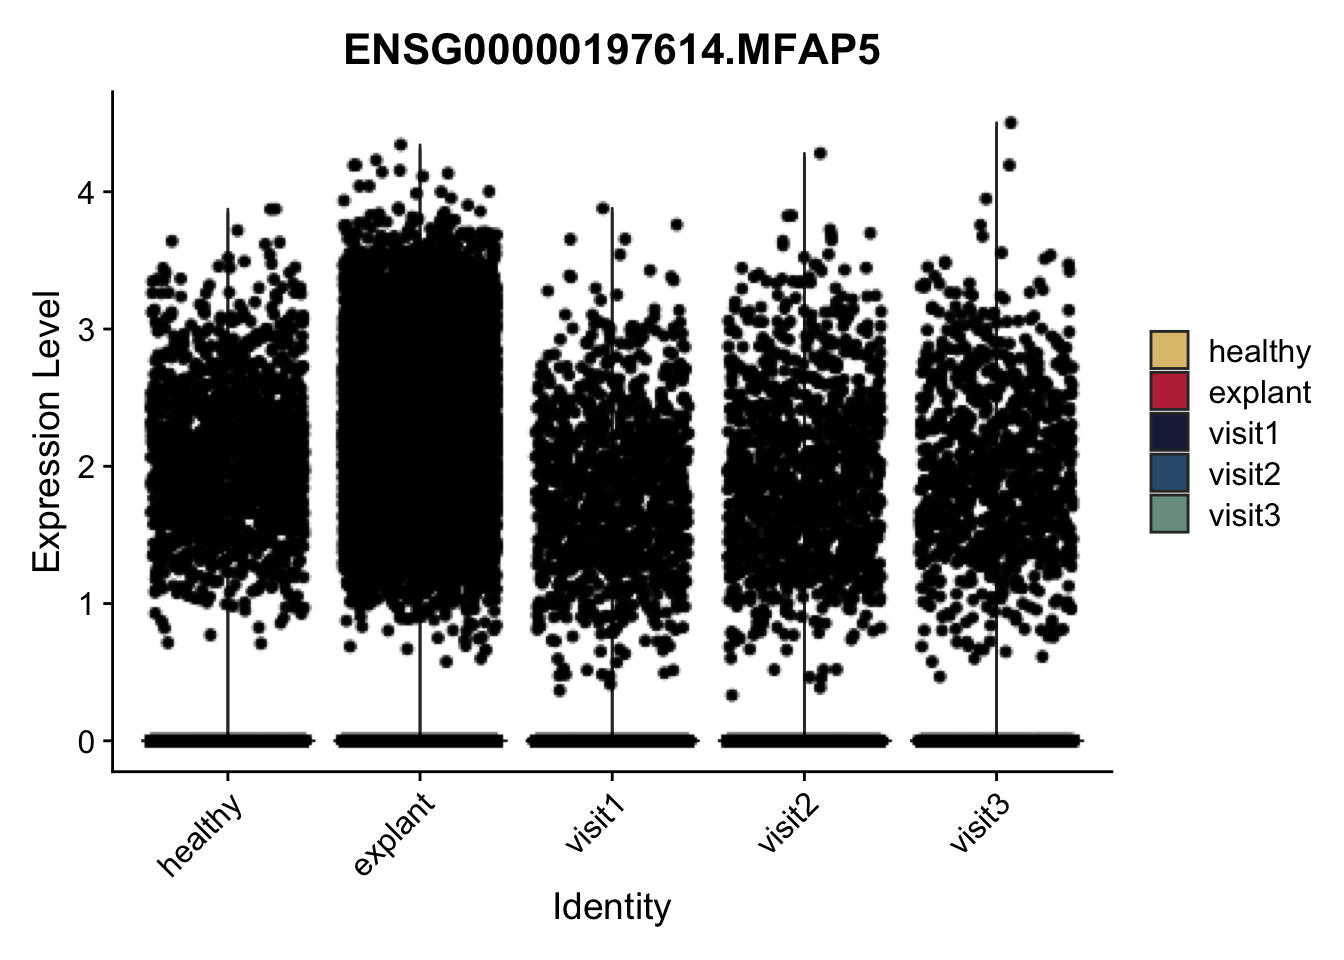 ENSG00000197614.MFAP5
Expression Level
4
3
2
1
0
healthy
explant
visit1
visit2
visit3
Identity
healthy
explant
visit1
visit2
visit3